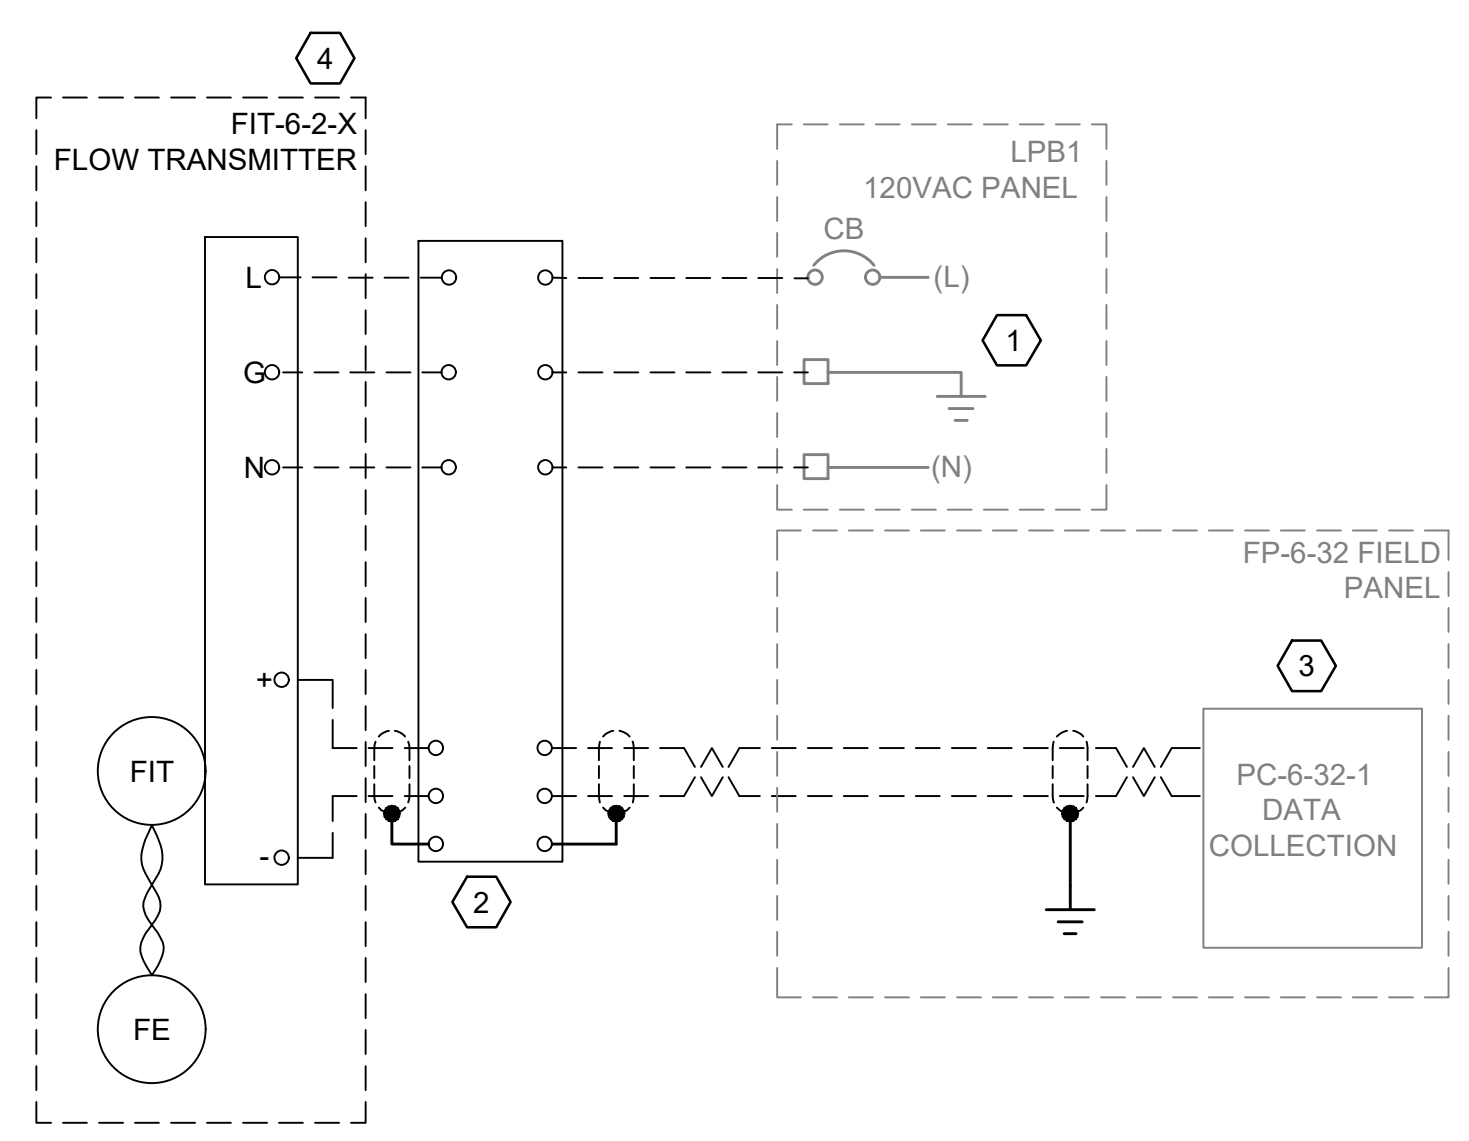 4
FIT-6-2-X
FLOW TRANSMITTER
LPB1
120VAC PANEL
CB
L
(L)
1
G
N
(N)
FP-6-32 FIELD
PANEL
3
+
FIT
PC-6-32-1
DATA
COLLECTION
-
2
FE